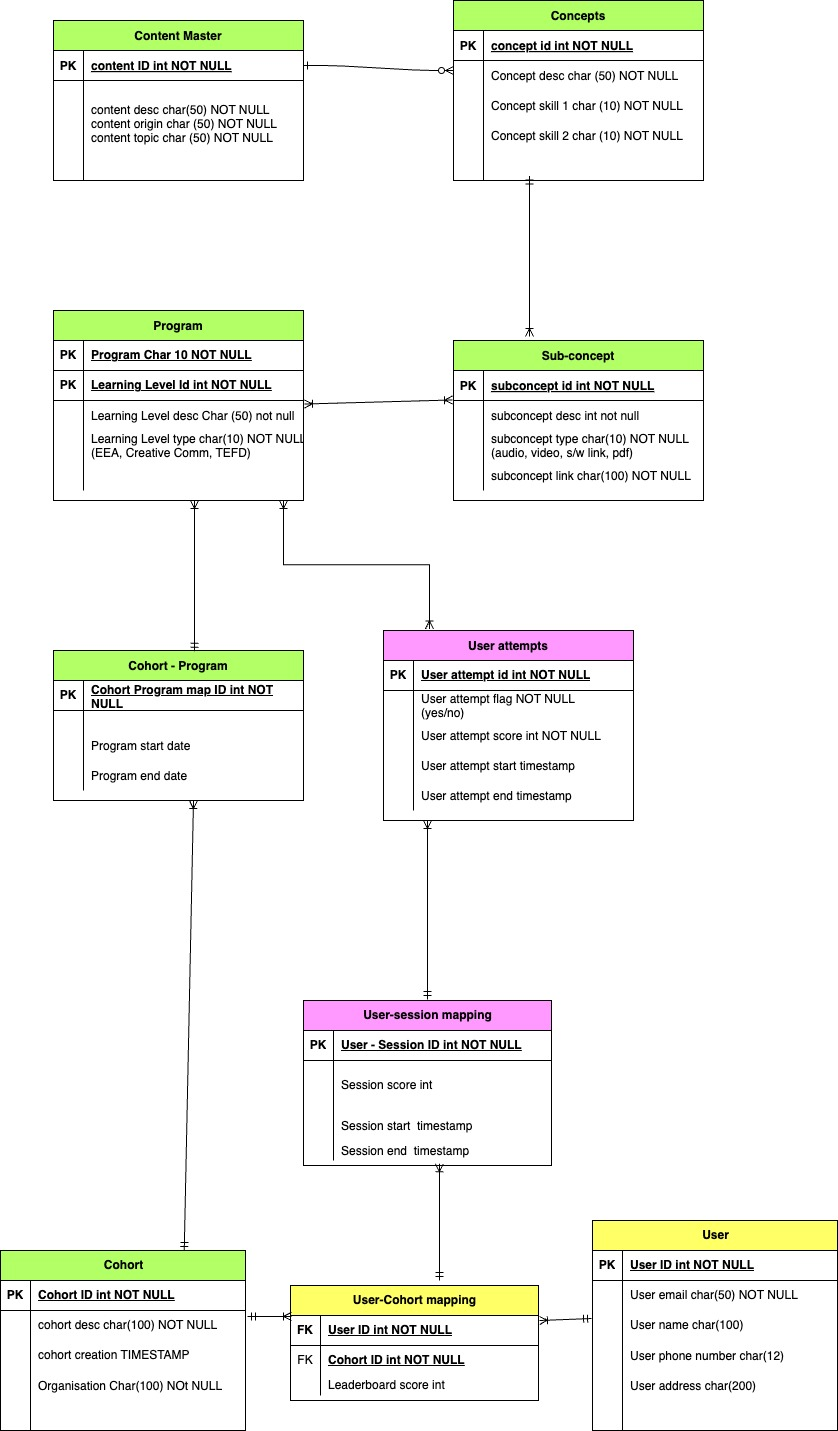 Content Master
PK content ID int NOT NULL
content desc char(50) NOT NULL
content origin char (50) NOT NULL
content topic char (50) NOT NULL
Concepts
PK concept id int NOT NULL
Concept desc char (50) NOT NULL
Concept skill 1 char (10) NOT NULL
Concept skill 2 char (10) NOT NULL
Program
PK Program Char 10 NOT NULL
PK Learning Level Id int NOT NULL
Learning Level desc Char (50) not null
Learning Level type char(10) NOT NULL
(EEA, Creative Comm, TEFD)
Sub-concept
PK subconcept id int NOT NULL
subconcept desc int not null
subconcept type char(10) NOT NULL
(audio, video, s/w link, pdf)
subconcept link char(100) NOT NULL
Cohort - Program
PK Cohort Program map ID int NOT
NULL
Program start date
Program end date
User attempts
PK User attempt id int NOT NULL
User attempt flag NOT NULL
(yes/no)
User attempt score int NOT NULL
User attempt start timestamp
User attempt end timestamp
User-session mapping
PK User - Session ID int NOT NULL
Session score int
Session start timestamp
Session end timestamp
Cohort
PK Cohort ID int NOT NULL
cohort desc char(100) NOT NULL
cohort creation TIMESTAMP
Organisation Char(100) NOt NULL
User-Cohort mapping
FK User ID int NOT NULL
FK Cohort ID int NOT NULL
Leaderboard score int
User
PK User ID int NOT NULL
User email char(50) NOT NULL
User name char(100)
User phone number char(12)
User address char(200)